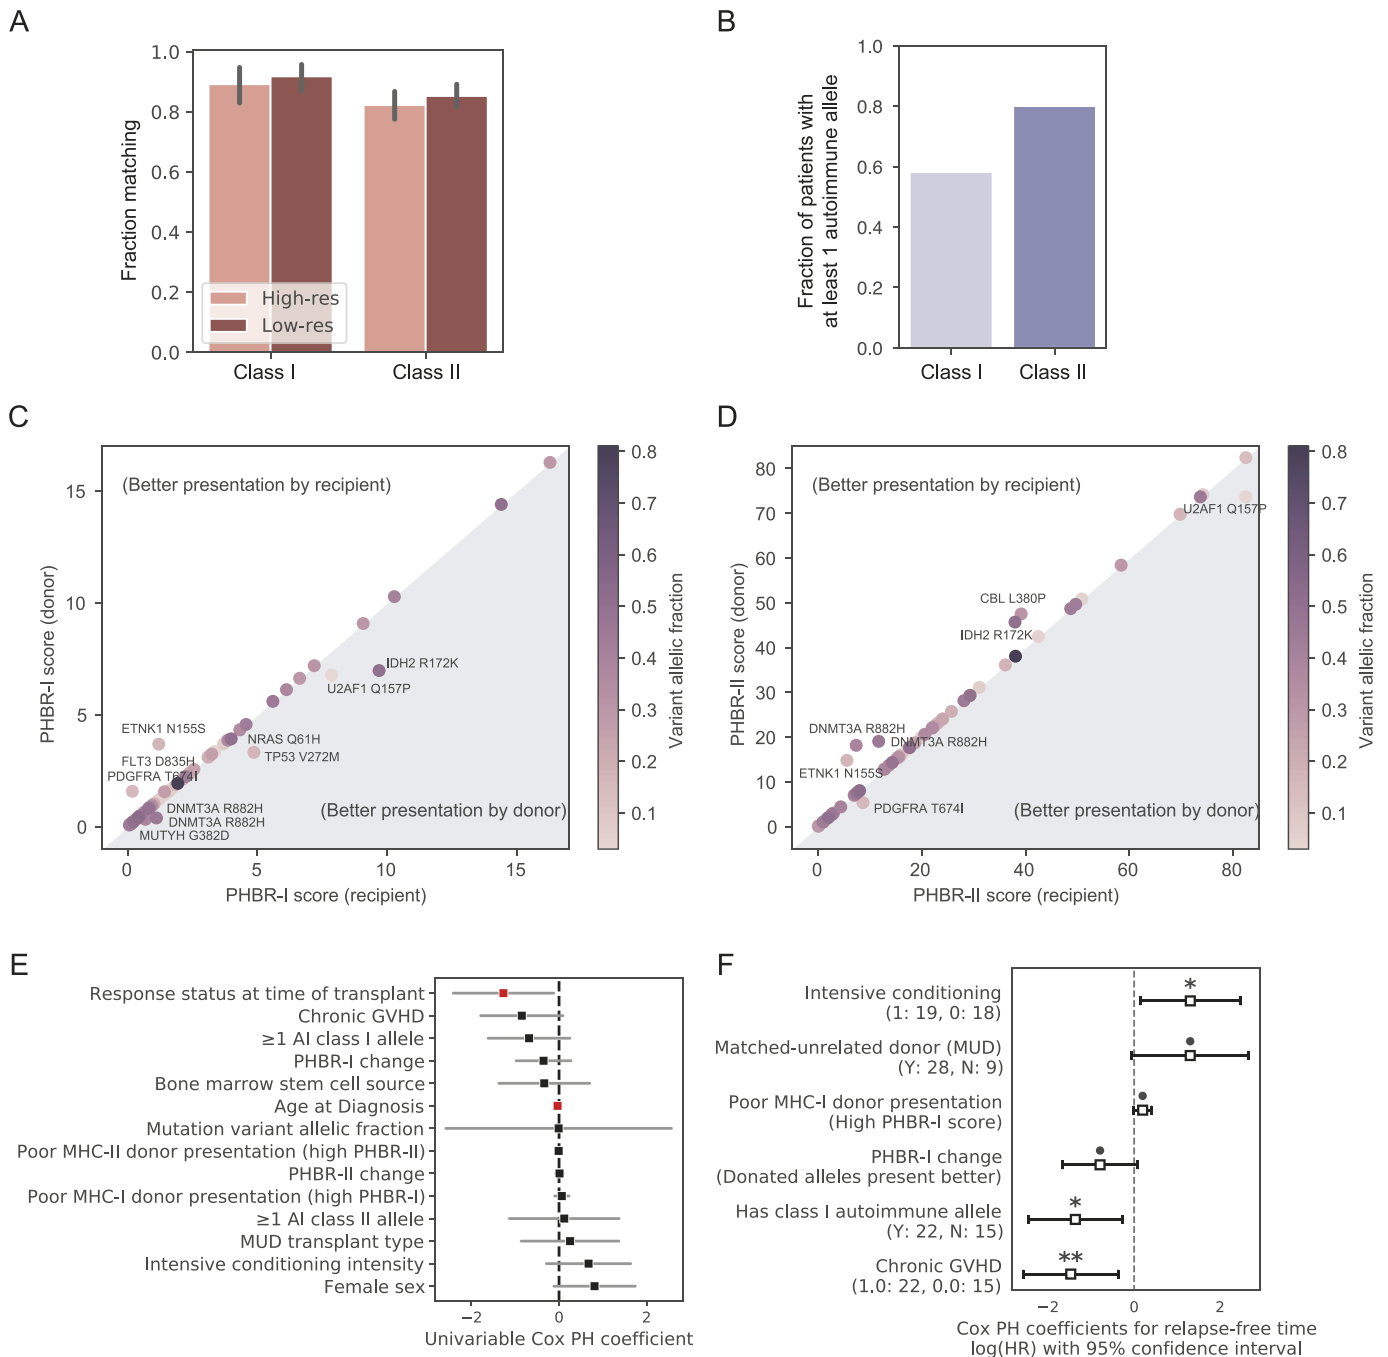 A
1.0
0.8
0.6
0.4
0.2
0.0
Fraction matching
High-res
Low-res
Class I
Class II
B
1.0
0.8
0.6
0.4
0.2
0.0
Fraction of patients with
at least 1 autoimmune allele
Class I
Class II
C
(Better presentation by recipient)
15
10
5
0
PHBR-I score (donor)
IDH2 R172K
U2AF1 Q157P
ETNK1 N155S
NRAS Q61H
TP53 V272M
FLT3 D835H
PDGFRA T674I
DNMT3A R882H
DNMT3A R882H
MUTYH G382D
(Better presentation by donor)
0
5
10
15
PHBR-I score (recipient)
0.8
0.7
0.6
0.5
0.4
0.3
0.2
0.1
Variant allelic fraction
D
(Better presentation by recipient)
80
70
60
50
40
30
20
10
0
PHBR-II score (donor)
U2AF1 Q157P
CBL L380P
IDH2 R172K
DNMT3A R882H
DNMT3A R882H
ETNK1 N155S
PDGFRA T674I
(Better presentation by donor)
0
20
40
60
80
PHBR-II score (recipient)
0.8
0.7
0.6
0.5
0.4
0.3
0.2
0.1
Variant allelic fraction
E
Response status at time of transplant
Chronic GVHD
≥1 AI class I allele
PHBR-I change
Bone marrow stem cell source
Age at Diagnosis
Mutation variant allelic fraction
Poor MHC-II donor presentation (high PHBR-II)
PHBR-II change
Poor MHC-I donor presentation (high PHBR-I)
≥1 AI class II allele
MUD transplant type
Intensive conditioning intensity
Female sex
−2
0
2
Univariable Cox PH coefficient
F
Intensive conditioning
(1: 19, 0: 18)
*
Matched-unrelated donor (MUD)
(Y: 28, N: 9)
•
Poor MHC-I donor presentation
(High PHBR-I score)
•
PHBR-I change
(Donated alleles present better)
•
Has class I autoimmune allele
(Y: 22, N: 15)
*
Chronic GVHD
(1.0: 22, 0.0: 15)
**
−2
0
2
Cox PH coefficients for relapse-free time
log(HR) with 95% confidence interval